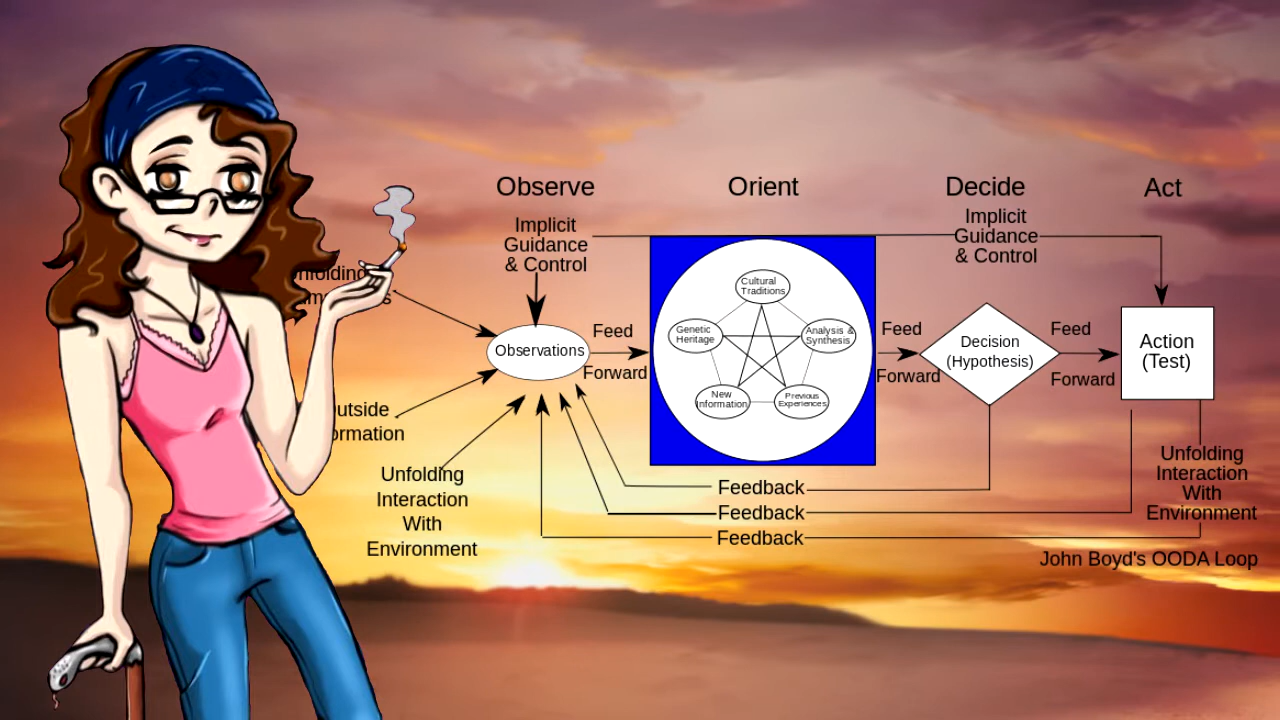 Observe
Orient
Decide
Act
Implicit
Guidance
& Control
Implicit
Guidance
& Control
Observations
Feed
Forward
Cultural
Traditions
Genetic
Heritage
Analysis &
Synthesis
New
Information
Previous
Experiences
Feed
Forward
Decision
(Hypothesis)
Feed
Forward
Action
(Test)
Unfolding
Interaction
With
Environment
Unfolding
Interaction
With
Environment
Feedback
Feedback
Feedback
John Boyd's OODA Loop